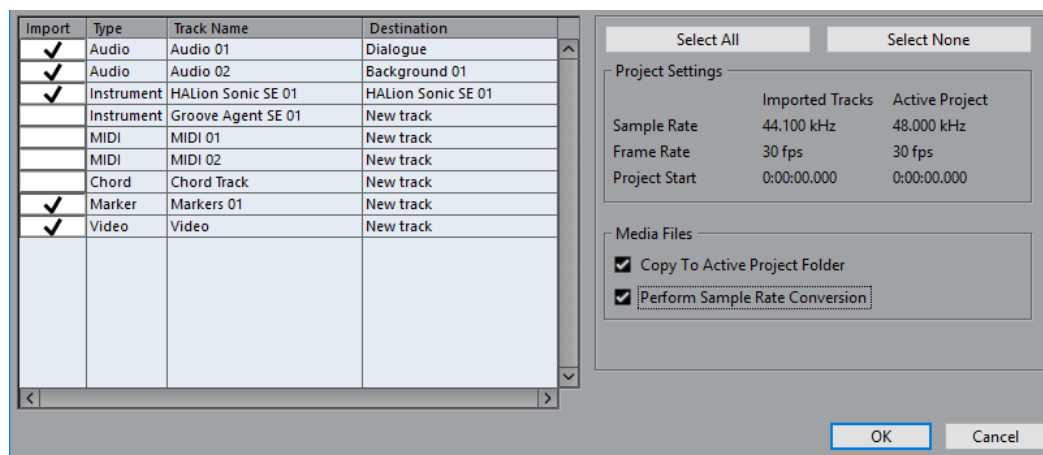 Import Type Track Name Destination
Audio Audio 01 Dialogue
Audio Audio 02 Background 01
Instrument HALion Sonic SE 01 HALion Sonic SE 01
Instrument Groove Agent SE 01 New track
MIDI MIDI 01 New track
MIDI MIDI 02 New track
Chord Chord Track New track
Marker Markers 01 New track
Video Video New track
Select All Select None
Project Settings
Imported Tracks Active Project
Sample Rate 44.100 kHz 48.000 kHz
Frame Rate 30 fps 30 fps
Project Start 0:00:00.000 0:00:00.000
Media Files
Copy To Active Project Folder
Perform Sample Rate Conversion
OK Cancel